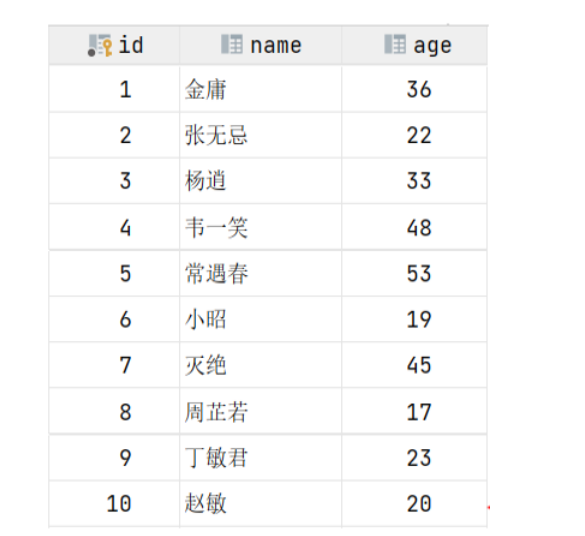 id name age
1 金庸 36
2 张无忌 22
3 杨逍 33
4 韦一笑 48
5 常遇春 53
6 小昭 19
7 灭绝 45
8 周芷若 17
9 丁敏君 23
10 赵敏 20